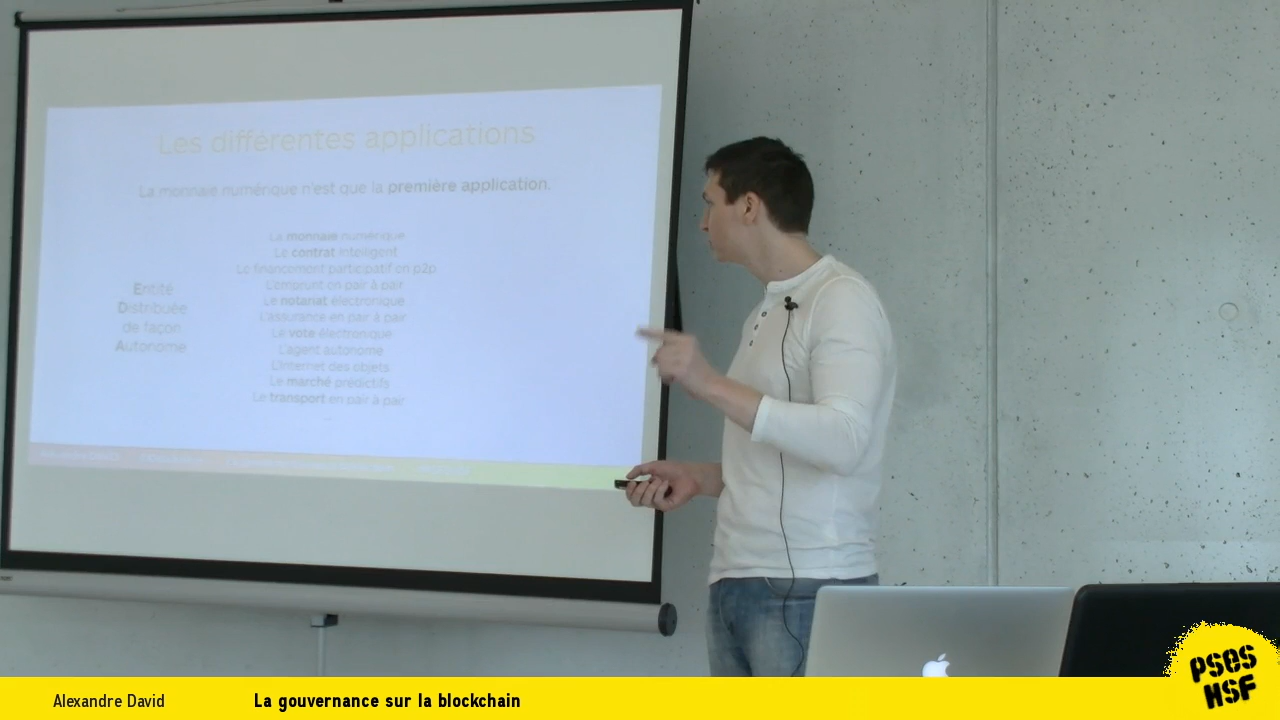 Les différentes applications
La monnaie numérique n'est que la première application.
La monnaie numérique
Le contrat intelligent
Le financement participatif en p2p
L'emprunt en pair à pair
Le notariat électronique
L'assurance en pair à pair
Le vote électronique
L'agent autonome
L'internet des objets
Le marché prédictifs
Le transport en pair à pair
...
Entité
Distribuée
de façon
Autonome
PSES
HSF
Alexandre David La gouvernance sur la blockchain